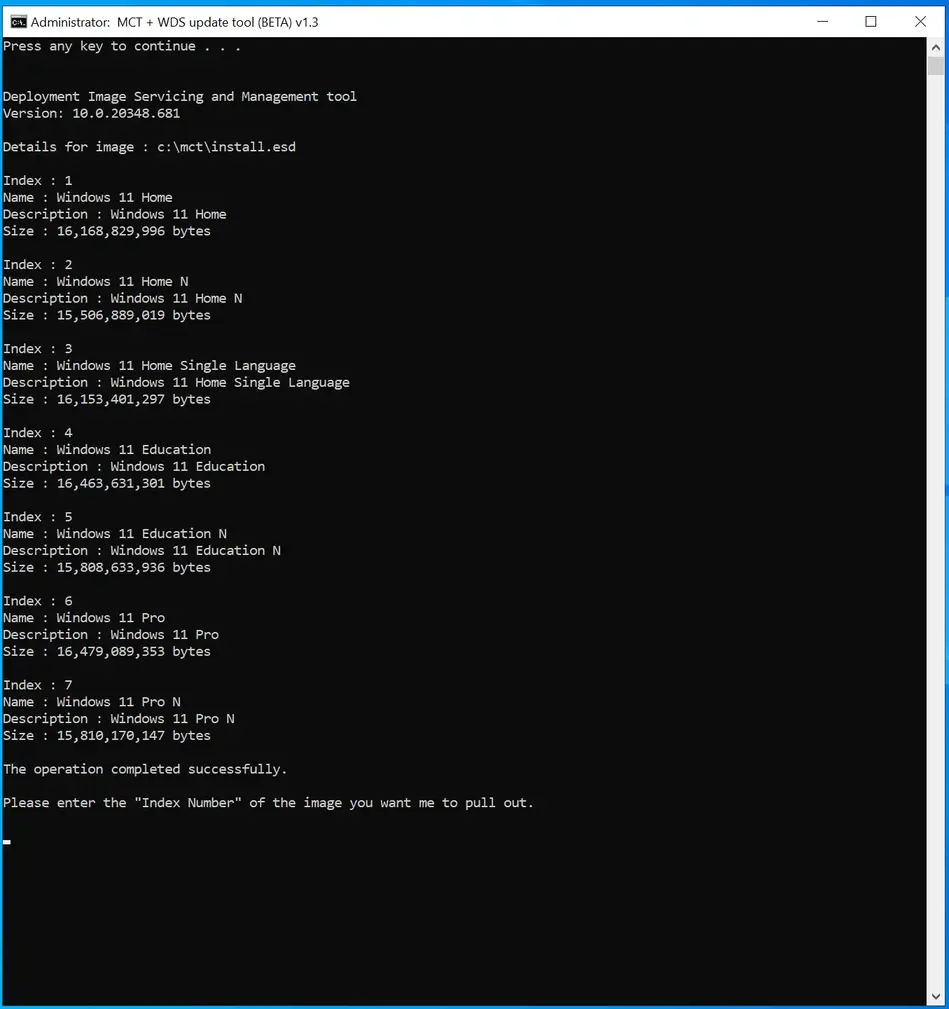 Administrator:  MCT + WDS update tool (BETA) v1.3
Press any key to continue . . .
Deployment Image Servicing and Management tool
Version: 10.0.20348.681
Details for image : c:\mct\install.esd
Index : 1
Name : Windows 11 Home
Description : Windows 11 Home
Size : 16,168,829,996 bytes
Index : 2
Name : Windows 11 Home N
Description : Windows 11 Home N
Size : 15,506,889,019 bytes
Index : 3
Name : Windows 11 Home Single Language
Description : Windows 11 Home Single Language
Size : 16,153,401,297 bytes
Index : 4
Name : Windows 11 Education
Description : Windows 11 Education
Size : 16,463,631,301 bytes
Index : 5
Name : Windows 11 Education N
Description : Windows 11 Education N
Size : 15,808,633,936 bytes
Index : 6
Name : Windows 11 Pro
Description : Windows 11 Pro
Size : 16,479,089,353 bytes
Index : 7
Name : Windows 11 Pro N
Description : Windows 11 Pro N
Size : 15,810,170,147 bytes
The operation completed successfully.
Please enter the "Index Number" of the image you want me to pull out.